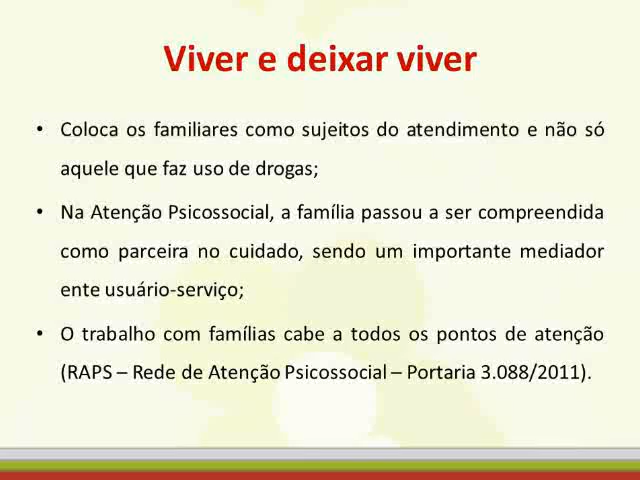 Viver e deixar viver
• Coloca os familiares como sujeitos do atendimento e não só
aquele que faz uso de drogas;
• Na Atenção Psicossocial, a família passou a ser compreendida
como parceira no cuidado, sendo um importante mediador
ente usuário-serviço;
• O trabalho com famílias cabe a todos os pontos de atenção
(RAPS – Rede de Atenção Psicossocial – Portaria 3.088/2011).